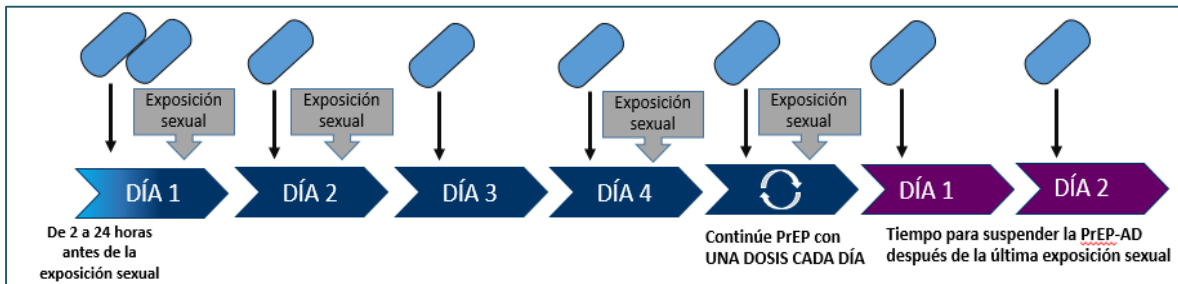 Exposición
sexual
Exposición
sexual
Exposición
sexual
Exposición
sexual
DÍA 1
DÍA 2
DÍA 3
DÍA 4
DÍA 1
DÍA 2
De 2 a 24 horas
antes de la
exposición sexual
Continúe PrEP con
UNA DOSIS CADA DÍA
Tiempo para suspender la PrEP-AD
después de la última exposición sexual